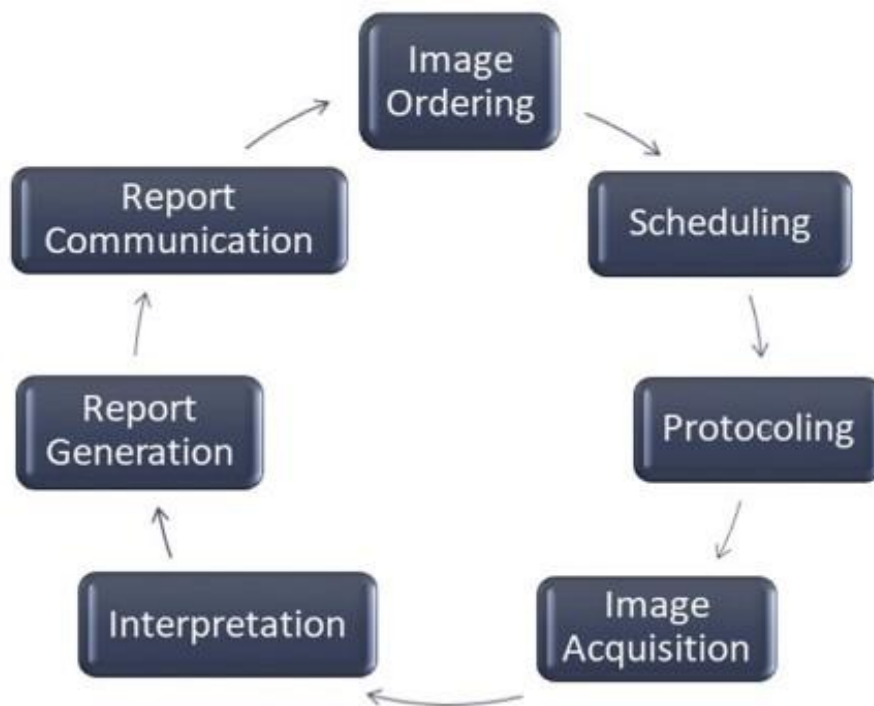 Image
Ordering
Scheduling
Protocoling
Image
Acquisition
Interpretation
Report
Generation
Report
Communication